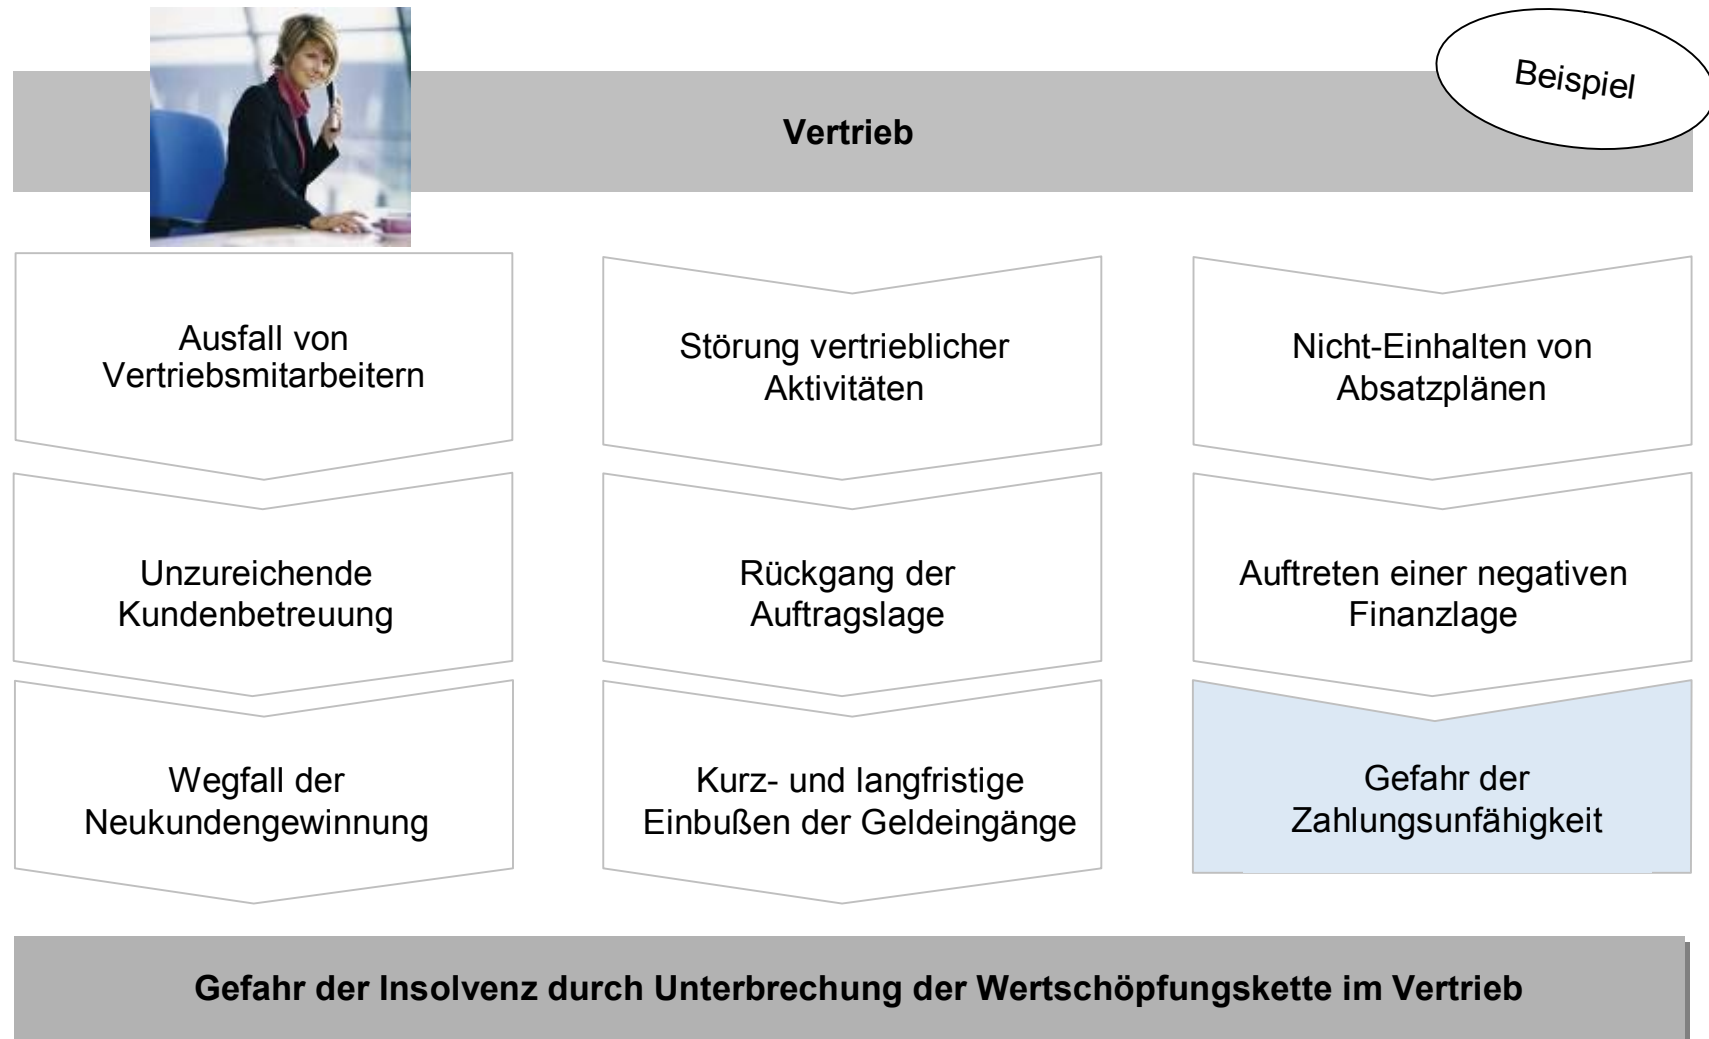 Beispiel
Vertrieb
Ausfall von
Vertriebsmitarbeitern
Unzureichende
Kundenbetreuung
Wegfall der
Neukundengewinnung
Störung vertrieblicher
Aktivitäten
Rückgang der
Auftragslage
Kurz- und langfristige
Einbußen der Geldeingänge
Nicht-Einhalten von
Absatzplänen
Auftreten einer negativen
Finanzlage
Gefahr der
Zahlungsunfähigkeit
Gefahr der Insolvenz durch Unterbrechung der Wertschöpfungskette im Vertrieb